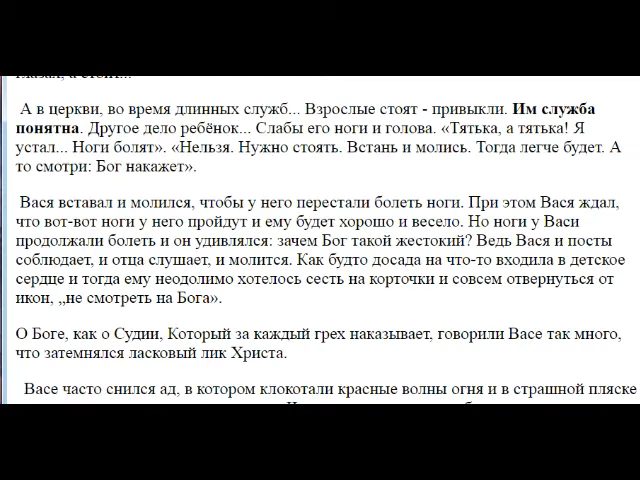 А в церкви, во время длинных служб... Взрослые стоят - привыкли. Им служба
понятна. Другое дело ребёнок... Слабы его ноги и голова. «Тятька, а тятька! Я
устал... Ноги болят». «Нельзя. Нужно стоять. Встань и молись. Тогда легче будет. А
то смотри: Бог накажет».
Вася вставал и молился, чтобы у него перестали болеть ноги. При этом Вася ждал,
что вот-вот ноги у него пройдут и ему будет хорошо и весело. Но ноги у Васи
продолжали болеть и он удивлялся: зачем Бог такой жестокий? Ведь Вася и посты
соблюдает, и отца слушает, и молится. Как будто досада на что-то входила в детское
сердце и тогда ему неодолимо хотелось сесть на корточки и совсем отвернуться от
икон, „не смотреть на Бога».
О Боге, как о Судии, Который за каждый грех наказывает, говорили Васе так много,
что затемнялся ласковый лик Христа.
Васе часто снился ад, в котором клокотали красные волны огня и в страшной пляске